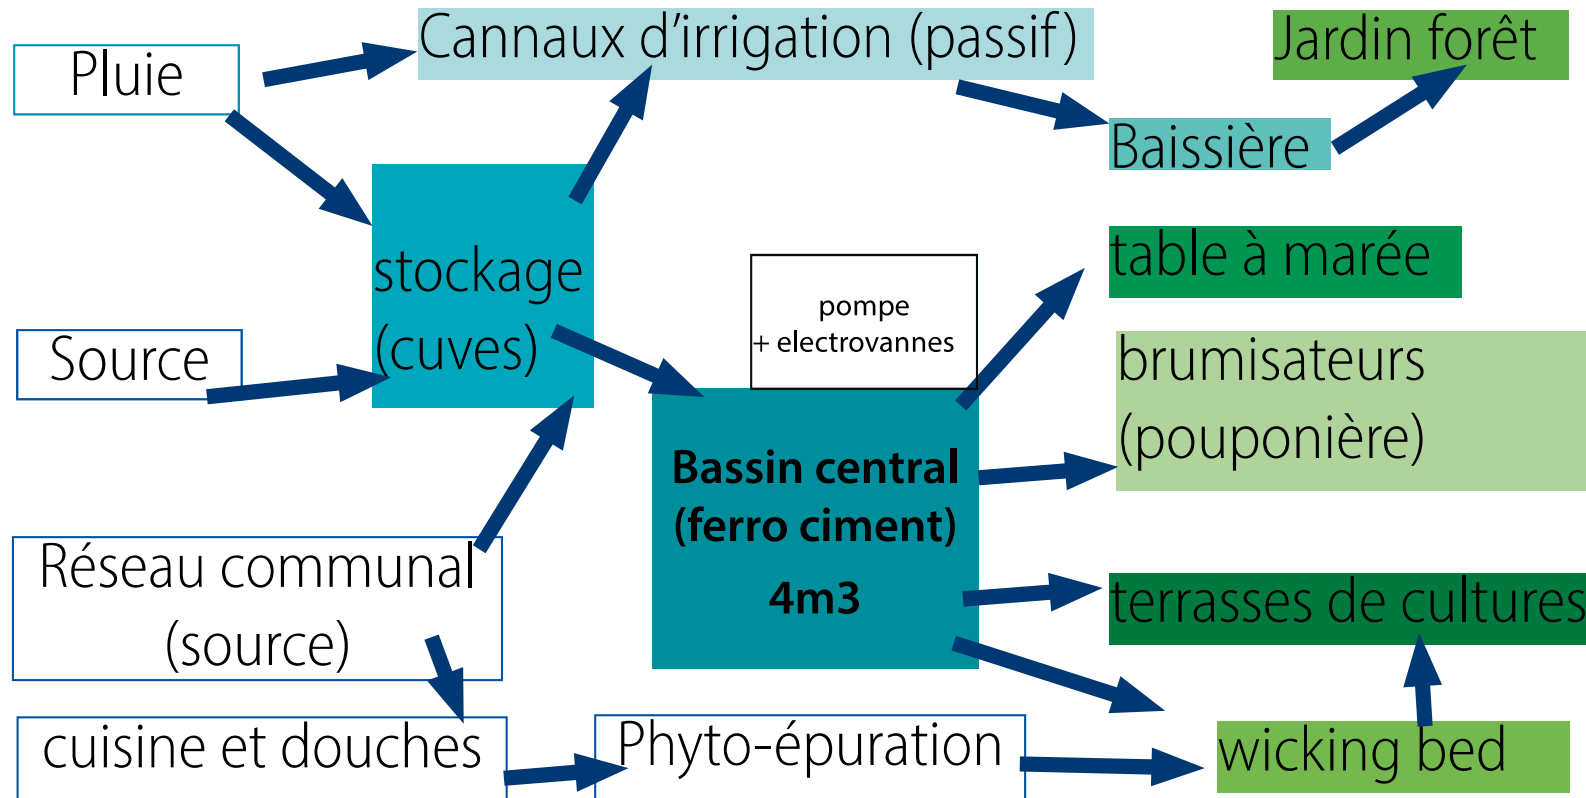 Pluie
Cannaux d'irrigation (passif)
Jardin forêt
Baissière
stockage
(cuves)
table à marée
pompe
+ electrovannes
Source
brumisateurs
(pouponière)
Bassin central
(ferro ciment)
4m3
Réseau communal
(source)
terrasses de cultures
cuisine et douches
Phyto-épuration
wicking bed